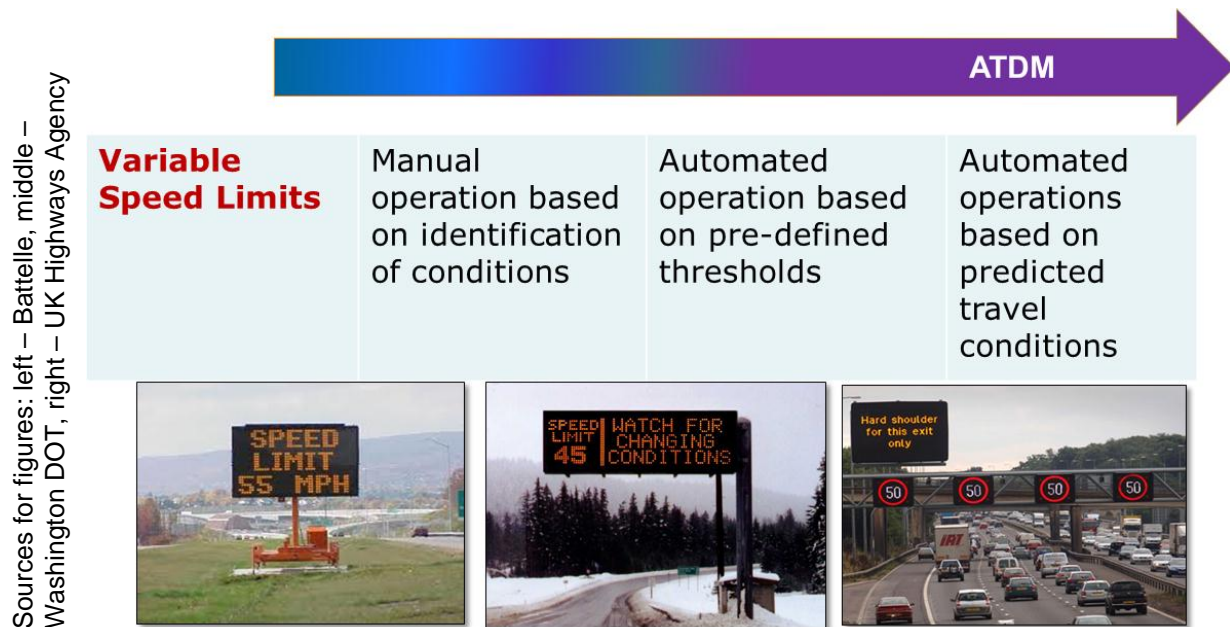 ATDM
Variable
Speed Limits
Manual
operation based
on identification
of conditions
Automated
operation based
on pre-defined
thresholds
Automated
operations
based on
predicted
travel
conditions
SPEED
LIMIT
55 MPH
SPEED
LIMIT
45
WATCH FOR
CHANGING
CONDITIONS
Hard shoulder
for this exit
only
50
50
50
50
IAT
Sources for figures: left – Battelle, middle –
Washington DOT, right – UK Highways Agency